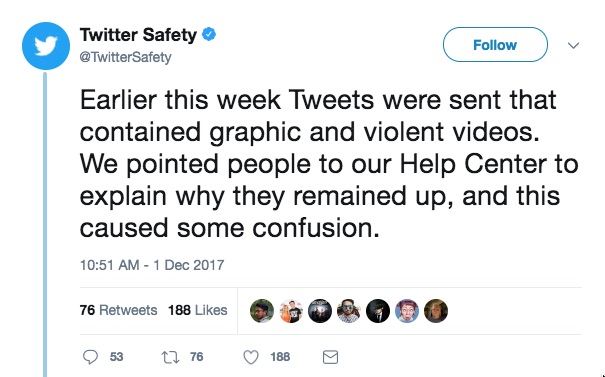 Twitter Safety
@TwitterSafety
Follow
Earlier this week Tweets were sent that
contained graphic and violent videos.
We pointed people to our Help Center to
explain why they remained up, and this
caused some confusion.
10:51 AM - 1 Dec 2017
76 Retweets 188 Likes
53 76 188